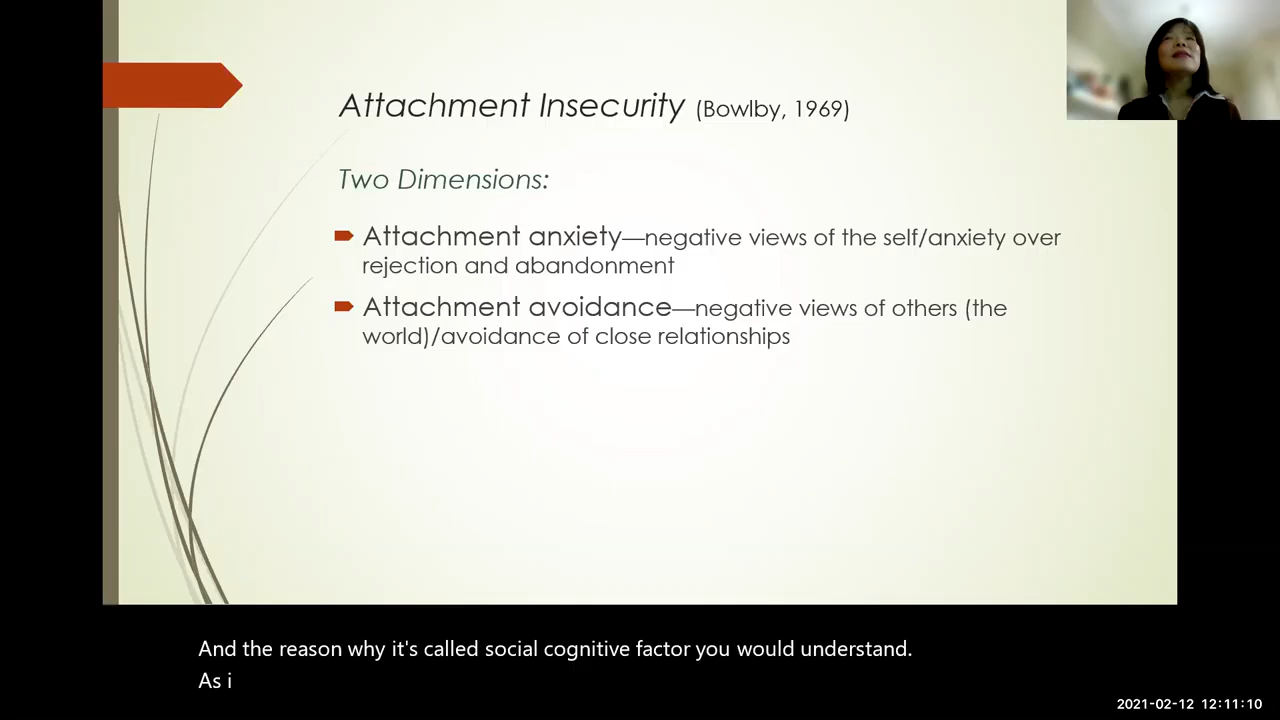 Attachment Insecurity (Bowlby, 1969)
Two Dimensions:
Attachment anxiety—negative views of the self/anxiety over
rejection and abandonment
Attachment avoidance—negative views of others (the
world)/avoidance of close relationships
And the reason why it's called social cognitive factor you would understand.
As i
2021-02-12 12:11:10